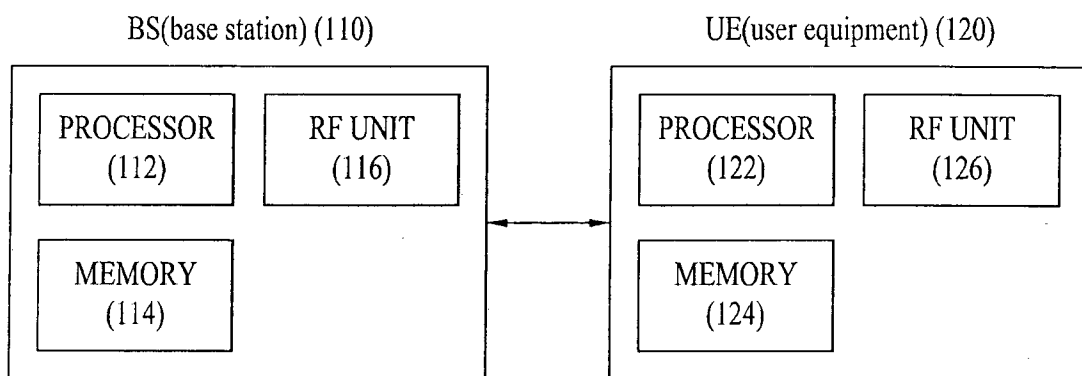 BS(base station) (110)
PROCESSOR
(112)
RF UNIT
(116)
MEMORY
(114)
UE(user equipment) (120)
PROCESSOR
(122)
RF UNIT
(126)
MEMORY
(124)